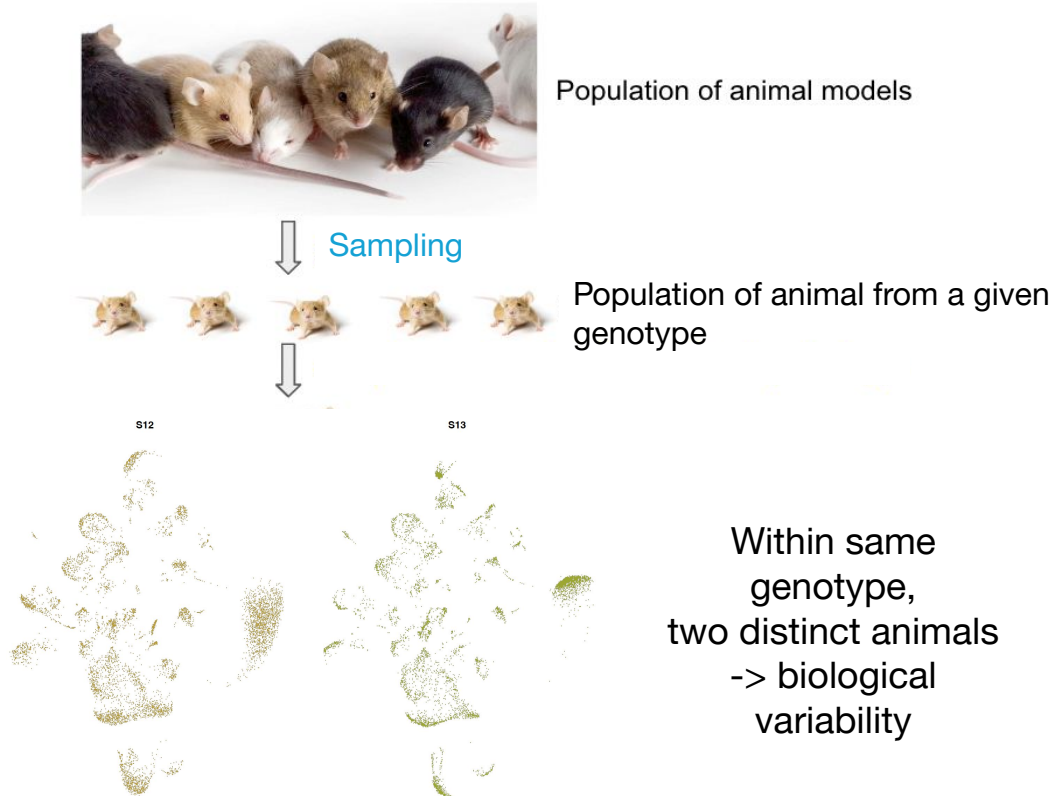 Population of animal models
Sampling
Population of animal from a given
genotype
S12
S13
Within same
genotype,
two distinct animals
-> biological
variability